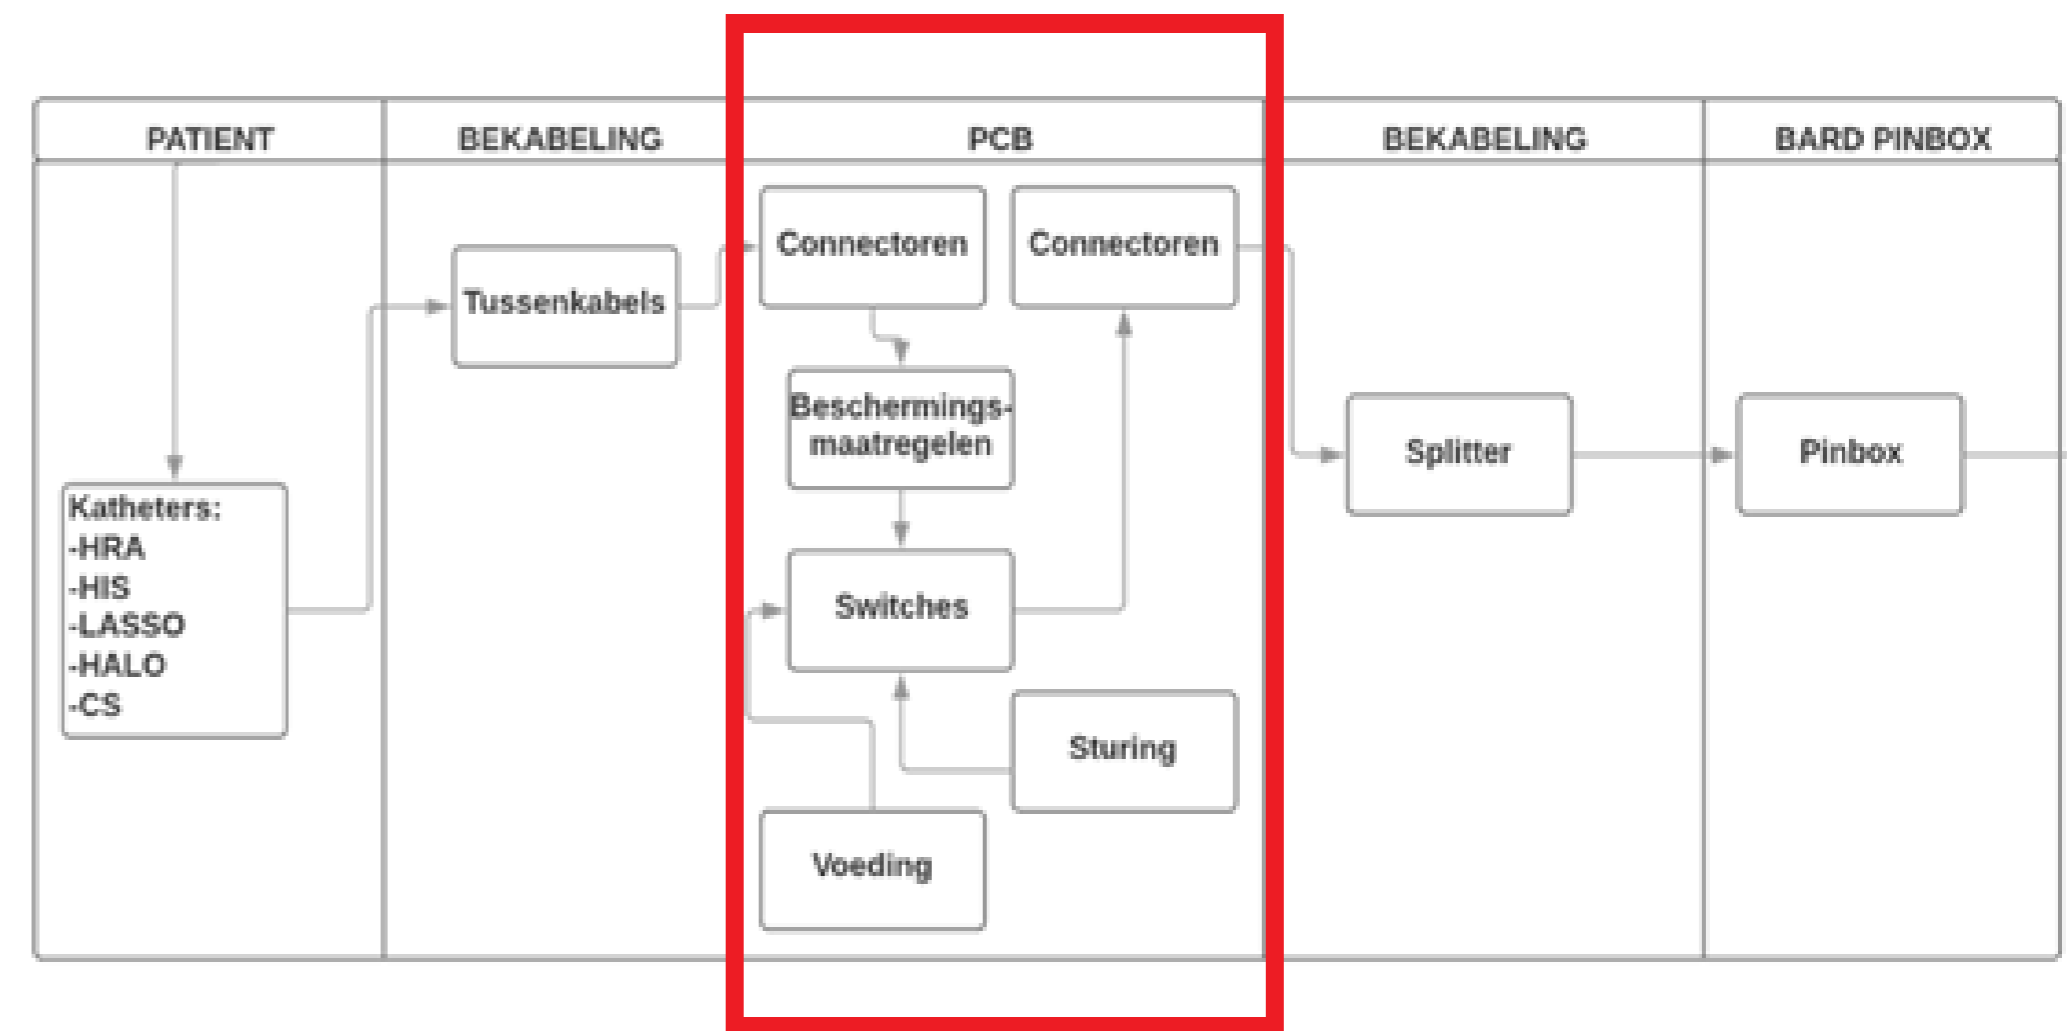 PATIENT
BEKABELING
PCB
BEKABELING
BARD PINBOX
Katheters:
-HRA
-HIS
-LASSO
-HALO
-CS
Tussenkabels
Connectoren
Connectoren
Beschermings-
maatregelen
Switches
Sturing
Voeding
Splitter
Pinbox